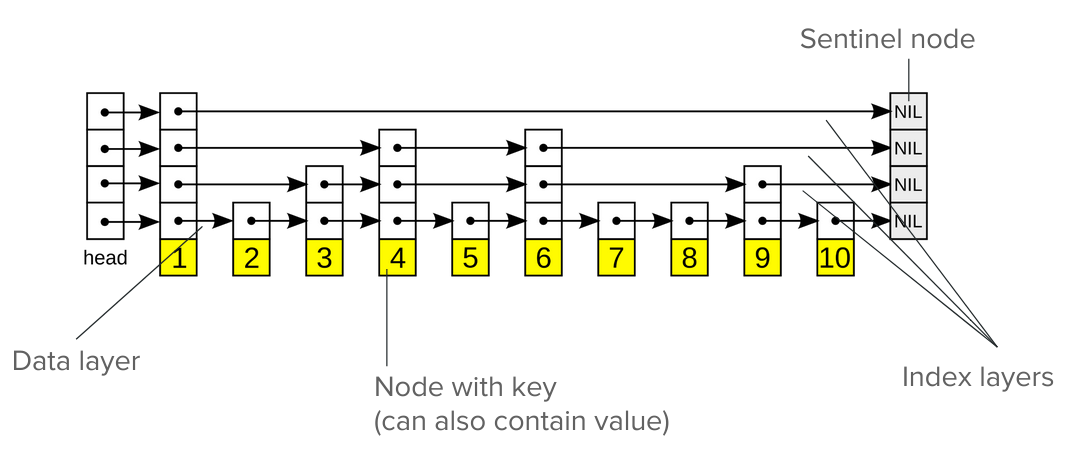 Sentinel node
NIL
NIL
NIL
NIL
head
1 2 3 4 5 6 7 8 9 10
Data layer
Node with key
(can also contain value)
Index layers